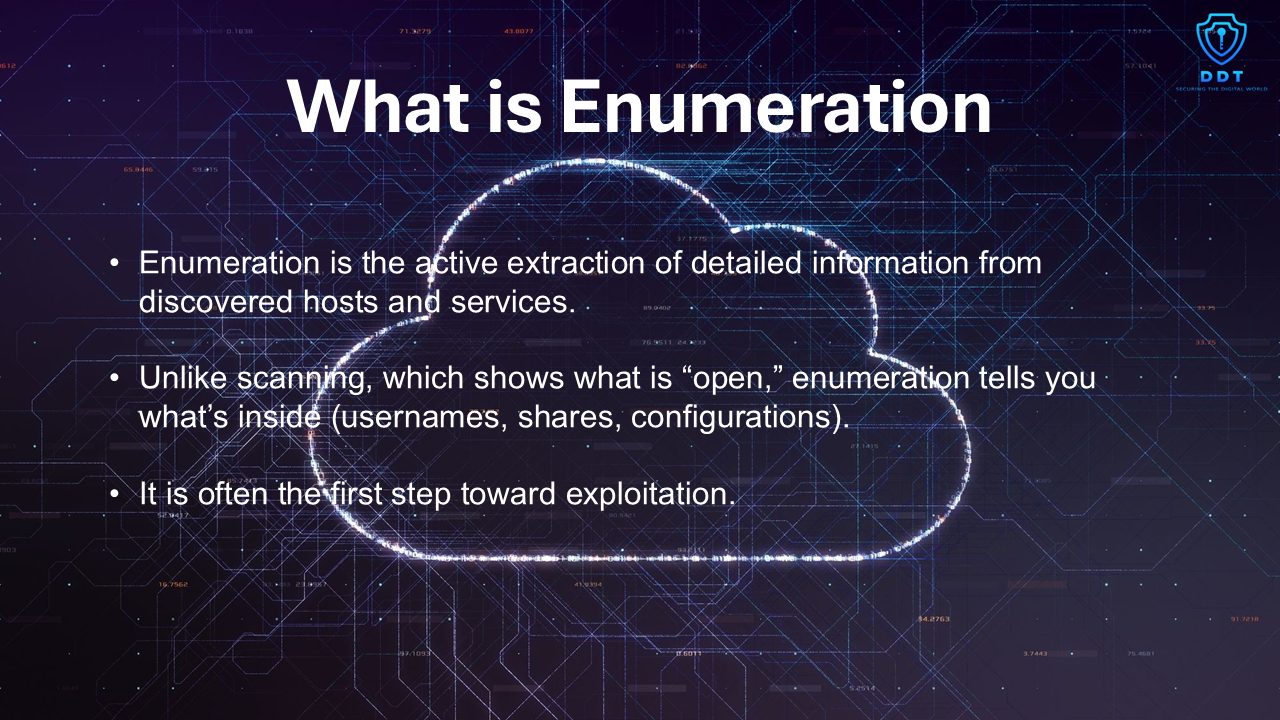 DDT
SECURING THE DIGITAL WORLD
What is Enumeration
• Enumeration is the active extraction of detailed information from
discovered hosts and services.
• Unlike scanning, which shows what is “open,” enumeration tells you
what’s inside (usernames, shares, configurations).
• It is often the first step toward exploitation.